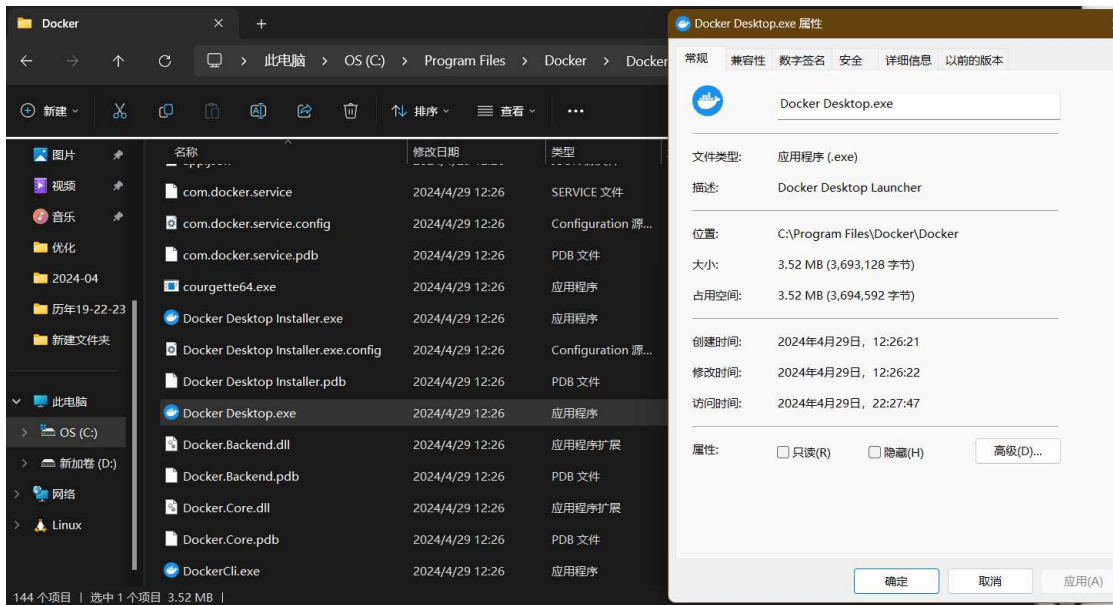 Docker
此电脑 > OS (C:) > Program Files > Docker > Docker
新建
排序
查看
图片
视频
音乐
优化
2024-04
历年19-22-23
新建文件夹
此电脑
OS (C:)
新加卷 (D:)
网络
Linux
名称 修改日期 类型
com.docker.service 2024/4/29 12:26 SERVICE 文件
com.docker.service.config 2024/4/29 12:26 Configuration 源...
com.docker.service.pdb 2024/4/29 12:26 PDB 文件
courgette64.exe 2024/4/29 12:26 应用程序
Docker Desktop Installer.exe 2024/4/29 12:26 应用程序
Docker Desktop Installer.exe.config 2024/4/29 12:26 Configuration 源...
Docker Desktop Installer.pdb 2024/4/29 12:26 PDB 文件
Docker Desktop.exe 2024/4/29 12:26 应用程序
Docker.Backend.dll 2024/4/29 12:26 应用程序扩展
Docker.Backend.pdb 2024/4/29 12:26 PDB 文件
Docker.Core.dll 2024/4/29 12:26 应用程序扩展
Docker.Core.pdb 2024/4/29 12:26 PDB 文件
DockerCli.exe 2024/4/29 12:26 应用程序
144 个项目 | 选中 1 个项目 3.52 MB |
Docker Desktop.exe 属性
常规 兼容性 数字签名 安全 详细信息 以前的版本
Docker Desktop.exe
文件类型: 应用程序 (.exe)
描述: Docker Desktop Launcher
位置: C:\Program Files\Docker\Docker
大小: 3.52 MB (3,693,128 字节)
占用空间: 3.52 MB (3,694,592 字节)
创建时间: 2024年4月29日，12:26:21
修改时间: 2024年4月29日，12:26:22
访问时间: 2024年4月29日，22:27:47
属性: 只读(R) 隐藏(H) 高级(D)...
确定 取消 应用(A)